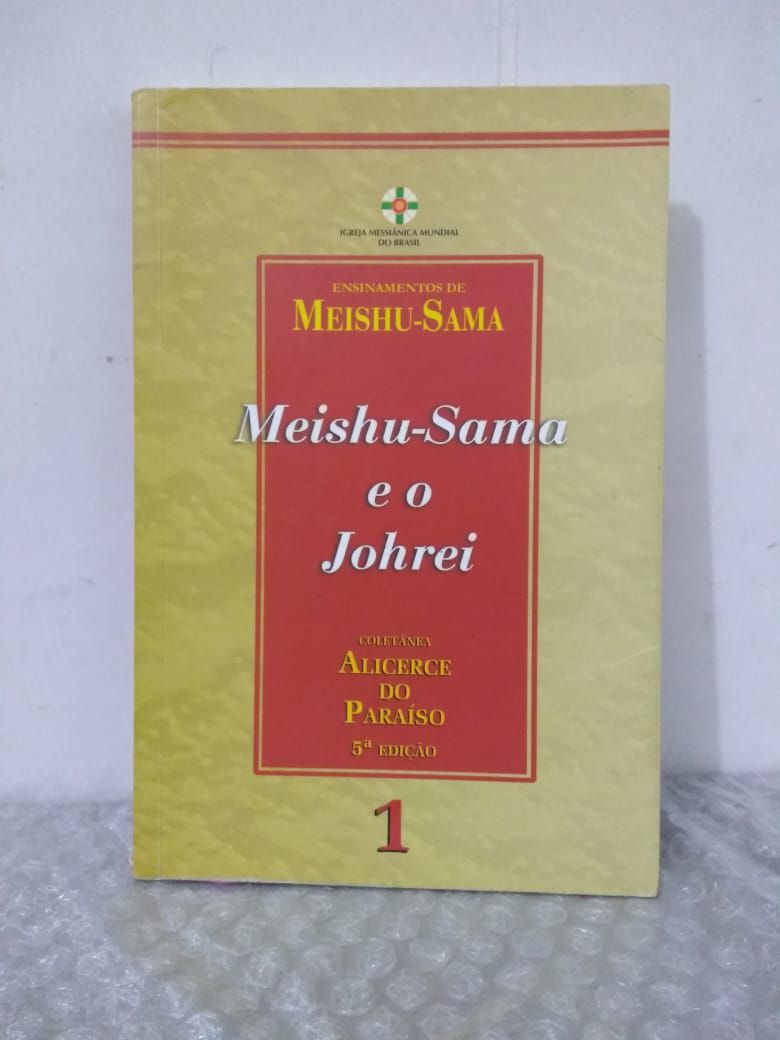 IGREJA MESSIÂNICA MUNDIAL
DO BRASIL
ENSINAMENTOS DE
MEISHU-SAMA
Meishu-Sama
e o
Johrei
COLETÂNEA
ALICERCE
DO
PARAÍSO
5ª EDIÇÃO
1